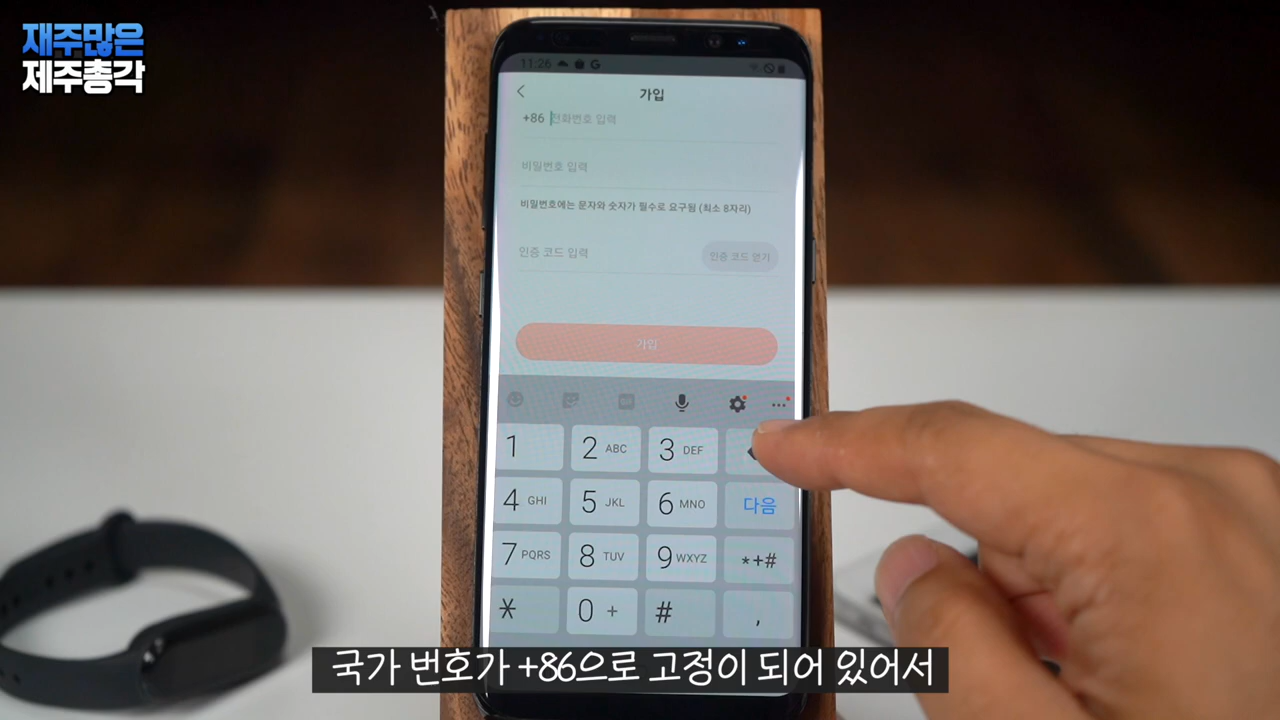 재주많은
제주총각
11:26
가입
+86 전화번호 입력
비밀번호 입력
비밀번호에는 문자와 숫자가 필수로 요구됨 (최소 8자리)
인증 코드 입력
인증 코드 얻기
가입
1
2 ABC
3 DEF
4 GHI
5 JKL
6 MNO
다음
7 PQRS
8 TUV
9 WXYZ
*+#
*
0 +
#
,
국가 번호가 +86으로 고정이 되어 있어서